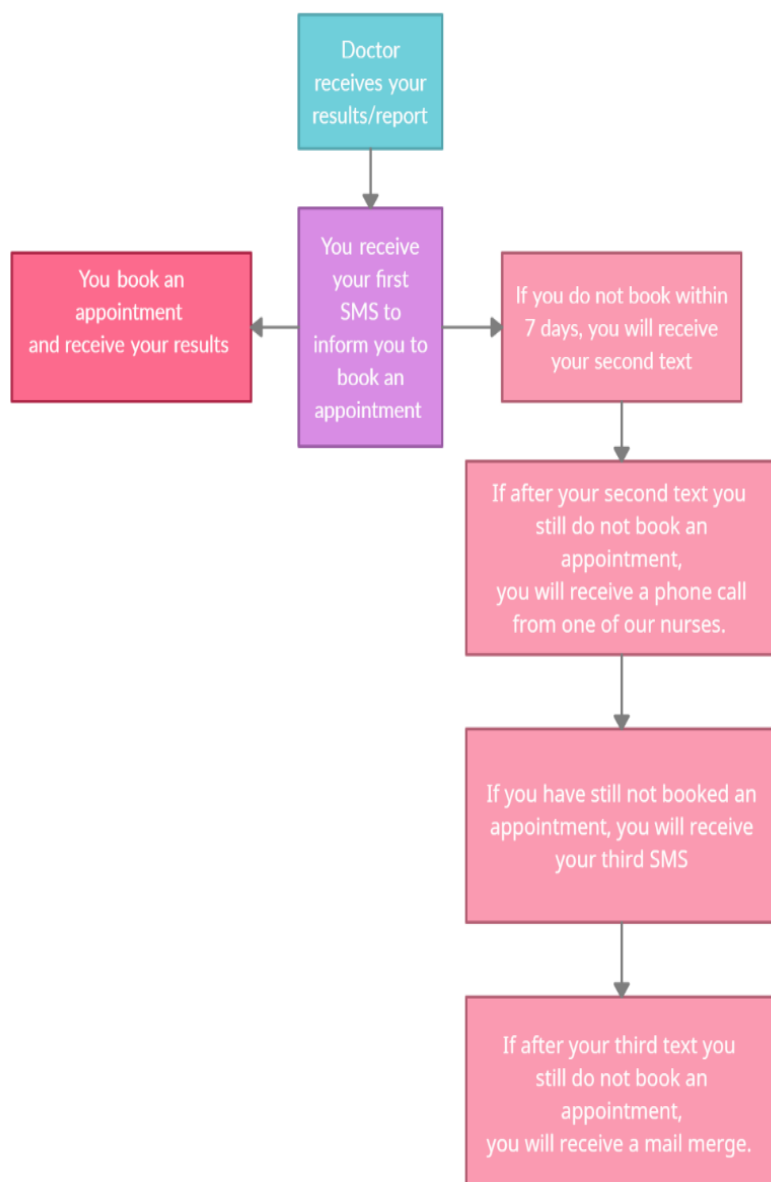 Doctor
receives your
results/report
You receive
your first
SMS to
inform you to
book an
appointment
You book an
appointment
and receive your results
If you do not book within
7 days, you will receive
your second text
If after your second text you
still do not book an
appointment,
you will receive a phone call
from one of our nurses.
If you have still not booked an
appointment, you will receive
your third SMS
If after your third text you
still do not book an
appointment,
you will receive a mail merge.